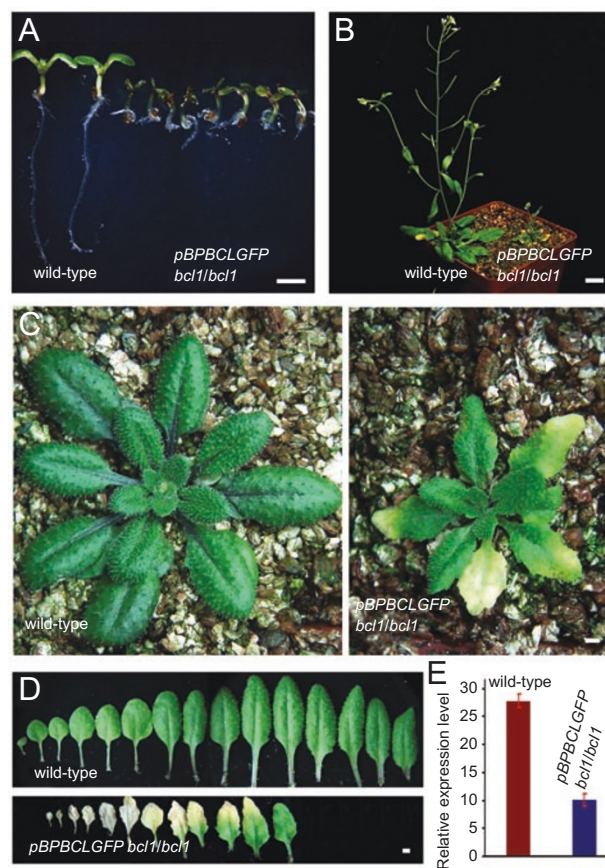 A
wild-type
pBPBCLGFP
bcl1/bcl1
B
wild-type
pBPBCLGFP
bcl1/bcl1
C
wild-type
pBPBCLGFP
bcl1/bcl1
D
wild-type
pBPBCLGFP bcl1/bcl1
E
Relative expression level
30
25
20
15
10
5
0
wild-type
pBPBCLGFP
bcl1/bcl1